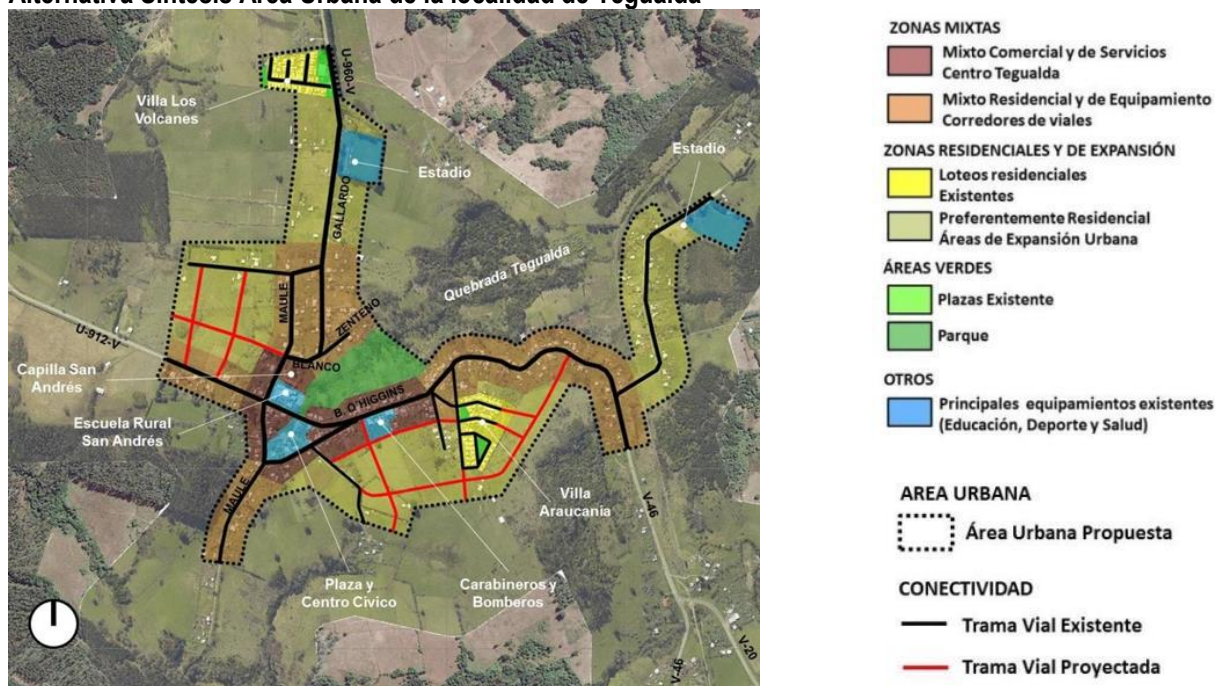 Alternativa Síntesis Área Urbana de la localidad de Tegualda
V-960-V
Villa Los
Volcanes
Estadio
Estadio
GALLARDO
Quebrada Tegualda
MAULE
ZENTENO
U-912-V
BLANCO
Capilla San
Andrés
B. O'HIGGINS
Escuela Rural
San Andrés
MAULE
Villa
Araucanía
V-46
Plaza y
Centro Cívico
Carabineros y
Bomberos
V-46
V-20
ZONAS MIXTAS
Mixto Comercial y de Servicios
Centro Tegualda
Mixto Residencial y de Equipamiento
Corredores de viales
ZONAS RESIDENCIALES Y DE EXPANSIÓN
Loteos residenciales
Existentes
Preferentemente Residencial
Áreas de Expansión Urbana
ÁREAS VERDES
Plazas Existente
Parque
OTROS
Principales equipamientos existentes
(Educación, Deporte y Salud)
AREA URBANA
Área Urbana Propuesta
CONECTIVIDAD
Trama Vial Existente
Trama Vial Proyectada